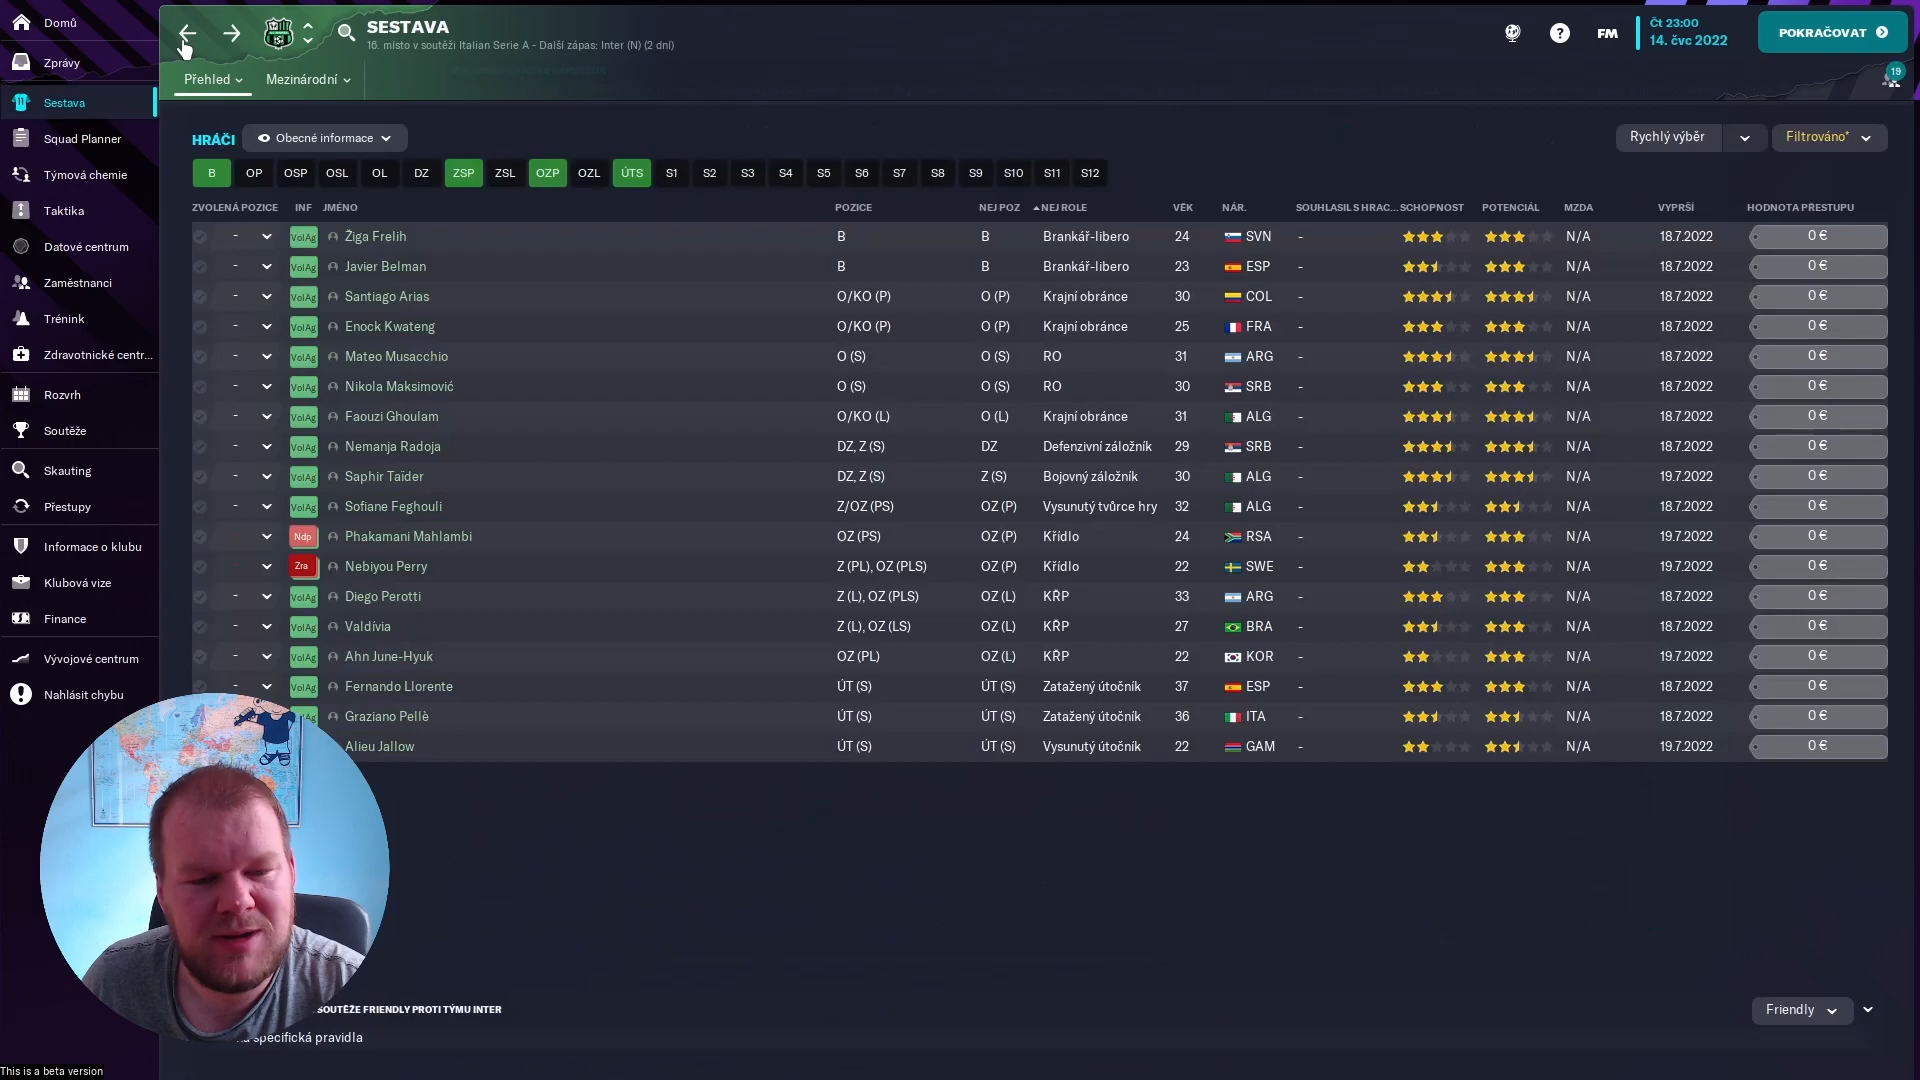 Domů
Zprávy
Sestava
Squad Planner
Týmová chemie
Taktika
Datové centrum
Zaměstnanci
Trénink
Zdravotnické centr...
Rozvrh
Soutěže
Skauting
Přestupy
Informace o klubu
Klubová vize
Finance
Vývojové centrum
Nahlásit chybu
This is a beta version
SESTAVA
16. místo v soutěži Italian Serie A - Další zápas: Inter (N) (2 dní)
FM
Čt 23:00
14. čvc 2022
POKRAČOVAT
19
Přehled Mezinárodní
HRÁČI Obecné informace Rychlý výběr Filtrováno*
B OP OSP OSL OL DZ ZSP ZSL OZP OZL ÚTS S1 S2 S3 S4 S5 S6 S7 S8 S9 S10 S11 S12
ZVOLENÁ POZICE INF JMÉNO POZICE NEJ POZ NEJ ROLE VĚK NÁR. SOUHLASIL S HRAC... SCHOPNOST POTENCIÁL MZDA VYPRŠÍ HODNOTA PŘESTUPU
- VolAg Žiga Frelih B B Brankář-libero 24 SVN - N/A 18.7.2022 0 €
- VolAg Javier Belman B B Brankář-libero 23 ESP - N/A 18.7.2022 0 €
- VolAg Santiago Arias O/KO (P) O (P) Krajní obránce 30 COL - N/A 18.7.2022 0 €
- VolAg Enock Kwateng O/KO (P) O (P) Krajní obránce 25 FRA - N/A 18.7.2022 0 €
- VolAg Mateo Musacchio O (S) O (S) RO 31 ARG - N/A 18.7.2022 0 €
- VolAg Nikola Maksimović O (S) O (S) RO 30 SRB - N/A 18.7.2022 0 €
- VolAg Faouzi Ghoulam O/KO (L) O (L) Krajní obránce 31 ALG - N/A 18.7.2022 0 €
- VolAg Nemanja Radoja DZ, Z (S) DZ Defenzivní záložník 29 SRB - N/A 18.7.2022 0 €
- VolAg Saphir Taïder DZ, Z (S) Z (S) Bojovný záložník 30 ALG - N/A 19.7.2022 0 €
- VolAg Sofiane Feghouli Z/OZ (PS) OZ (P) Vysunutý tvůrce hry 32 ALG - N/A 18.7.2022 0 €
Ndp Phakamani Mahlambi OZ (PS) OZ (P) Křídlo 24 RSA - N/A 19.7.2022 0 €
Zra Nebiyou Perry Z (PL), OZ (PLS) OZ (P) Křídlo 22 SWE - N/A 19.7.2022 0 €
- VolAg Diego Perotti Z (L), OZ (PLS) OZ (L) KŘP 33 ARG - N/A 18.7.2022 0 €
- VolAg Valdívia Z (L), OZ (LS) OZ (L) KŘP 27 BRA - N/A 18.7.2022 0 €
- VolAg Ahn June-Hyuk OZ (PL) OZ (L) KŘP 22 KOR - N/A 19.7.2022 0 €
- VolAg Fernando Llorente ÚT (S) ÚT (S) Zatažený útočník 37 ESP - N/A 18.7.2022 0 €
Graziano Pellè ÚT (S) ÚT (S) Zatažený útočník 36 ITA - N/A 18.7.2022 0 €
Alieu Jallow ÚT (S) ÚT (S) Vysunutý útočník 22 GAM - N/A 19.7.2022 0 €
SOUTĚŽE FRIENDLY PROTI TÝMU INTER
specifická pravidla
Friendly